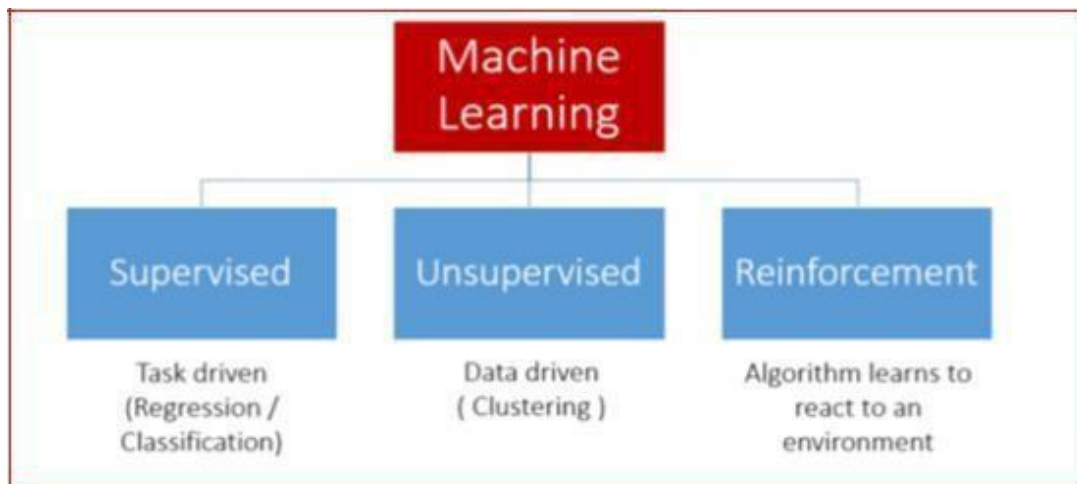 Machine
Learning
Supervised
Task driven
(Regression /
Classification)
Unsupervised
Data driven
( Clustering )
Reinforcement
Algorithm learns to
react to an
environment